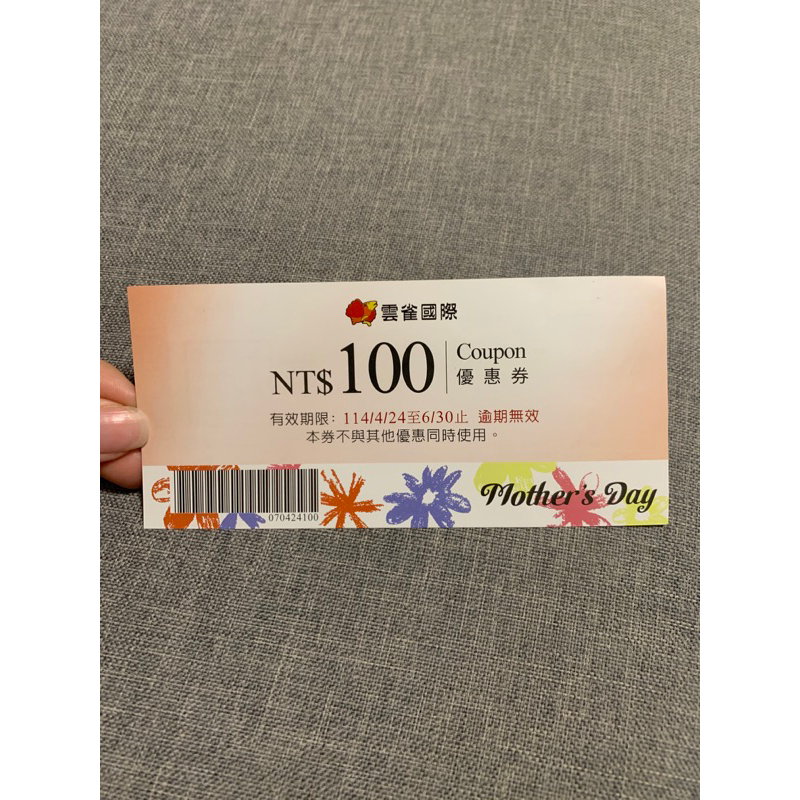 雲雀國際
NT$100 Coupon
優惠券
有效期限：114/4/24至6/30止 逾期無效
本券不與其他優惠同時使用。
070424100
Mother's Day